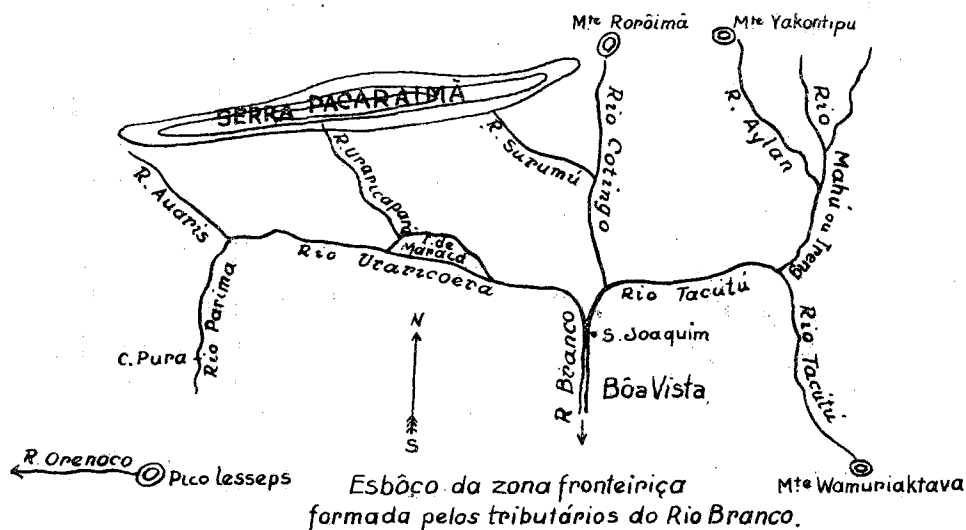 Mte Rorôimã
Mte Yakontipu
SERRA PACARAIMÃ
Rio Cotingo
R. Surumú
R. Uraricapará
R. Auaris
R. Aylan
Rio
Mahú ou Ireng
I. de
Maracá
Rio Uraricoera
Rio Parima
C. Pura
Rio Tacutú
S. Joaquim
R Branco
Bôa Vista
Rio Tacutú
N
S
R. Orenoco
Pico Lesseps
Mte Wamuriaktava
Esbôço da zona fronteiriça
formada pelos tributários do Rio Branco.